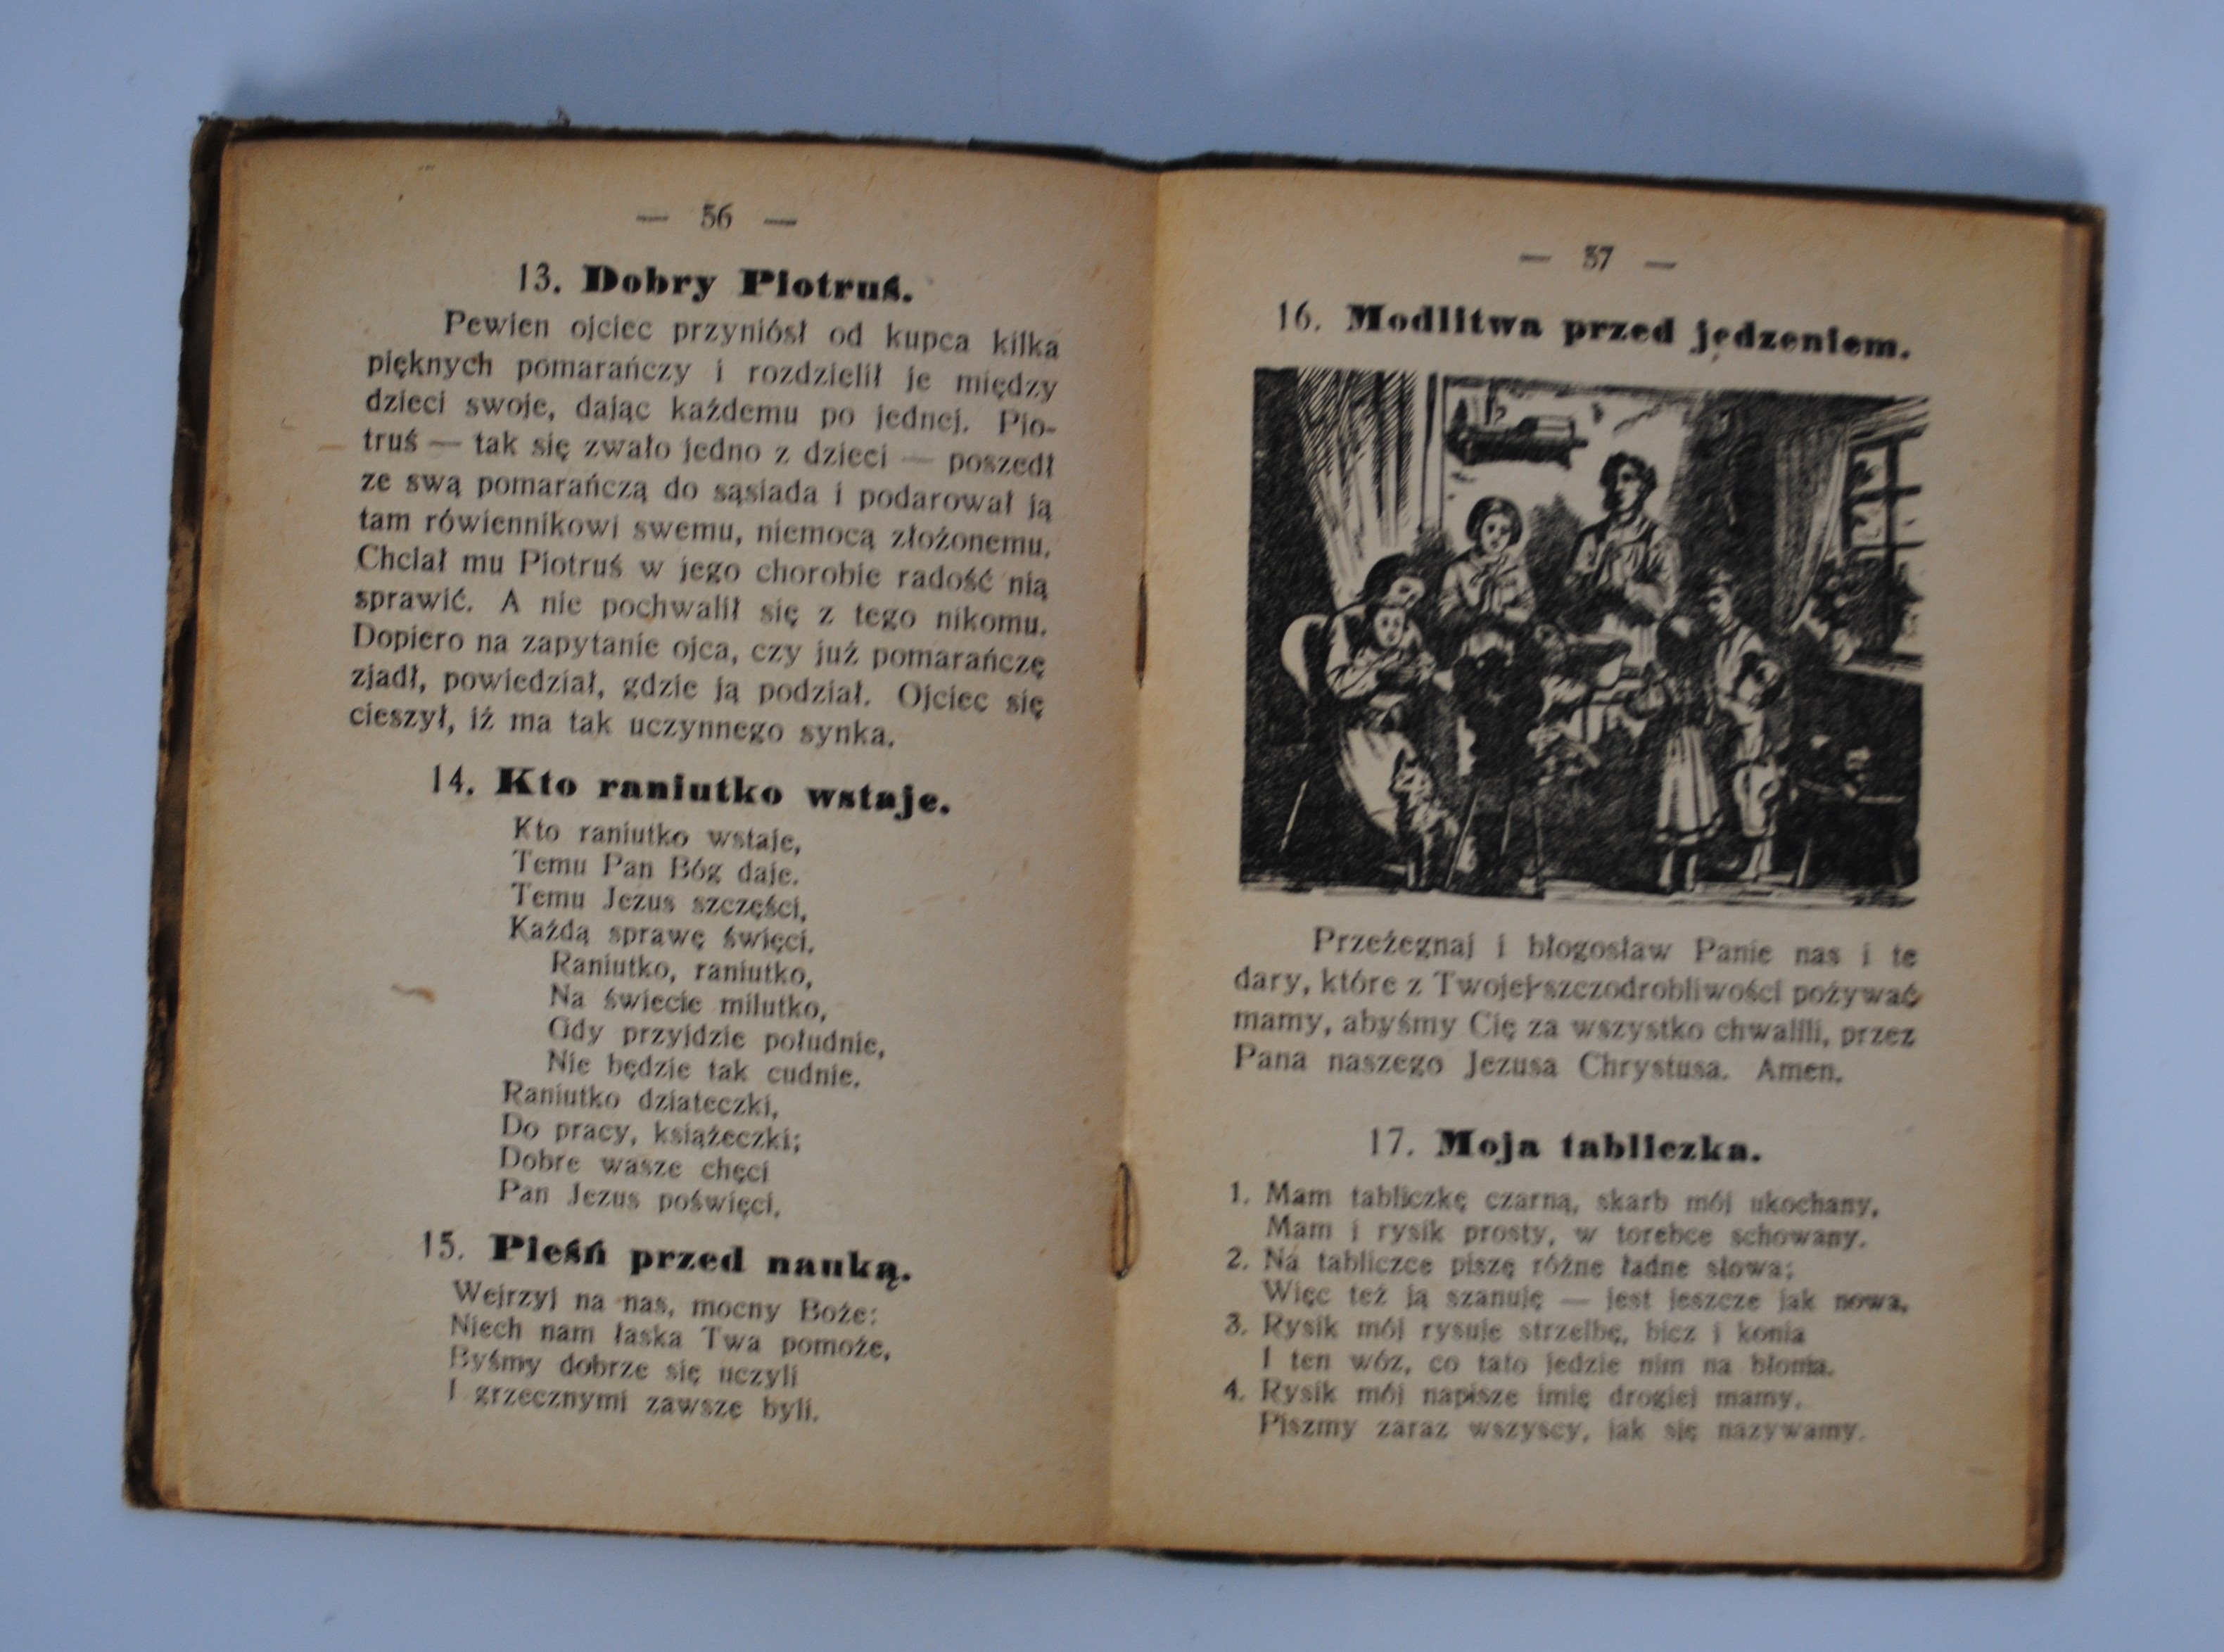 — 56 —
13. Dobry Piotruś.
Pewien ojciec przyniósł od kupca kilka
pięknych pomarańczy i rozdzielił je między
dzieci swoje, dając każdemu po jednej. Pio-
truś — tak się zwało jedno z dzieci — poszedł
ze swą pomarańczą do sąsiada i podarował ją
tam rówiennikowi swemu, niemocą złożonemu.
Chciał mu Piotruś w jego chorobie radość nią
sprawić. A nie pochwalił się z tego nikomu.
Dopiero na zapytanie ojca, czy już pomarańczę
zjadł, powiedział, gdzie ją podział. Ojciec się
cieszył, iż ma tak uczynnego synka.
14. Kto raniutko wstaje.
Kto raniutko wstaje,
Temu Pan Bóg daje.
Temu Jezus szczęści,
Każdą sprawę święci.
Raniutko, raniutko,
Na świecie milutko,
Gdy przyjdzie południe,
Nie będzie tak cudnie.
Raniutko dziateczki,
Do pracy, książeczki;
Dobre wasze chęci
Pan Jezus poświęci.
15. Pieśń przed nauką.
Wejrzyj na nas, mocny Boże:
Niech nam łaska Twa pomoże,
Byśmy dobrze się uczyli
I grzecznymi zawsze byli.
— 57 —
16. Modlitwa przed jedzeniem.
Przeżegnaj i błogosław Panie nas i te
dary, które z Twojej szczodrobliwości pożywać
mamy, abyśmy Cię za wszystko chwalili, przez
Pana naszego Jezusa Chrystusa. Amen.
17. Moja tabliczka.
1. Mam tabliczkę czarną, skarb mój ukochany,
Mam i rysik prosty, w torebce schowany.
2. Na tabliczce piszę różne ładne słowa;
Więc też ją szanuję — jest jeszcze jak nowa.
3. Rysik mój rysuje strzelbę, bicz i konia
I ten wóz, co tato jedzie nim na błonia.
4. Rysik mój napisze imię drogiej mamy.
Piszmy zaraz wszyscy, jak się nazywamy.